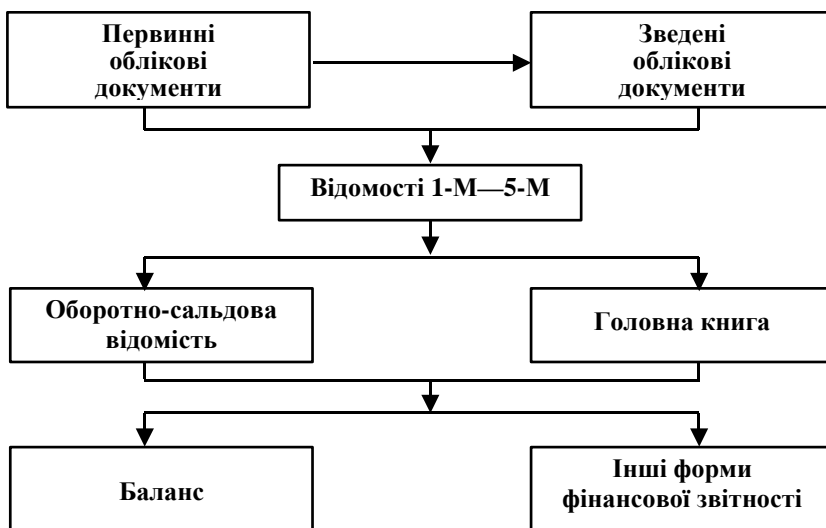 Первинні
облікові
документи
Зведені
облікові
документи
Відомості 1-М—5-М
Оборотно-сальдова
відомість
Головна книга
Баланс
Інші форми
фінансової звітності